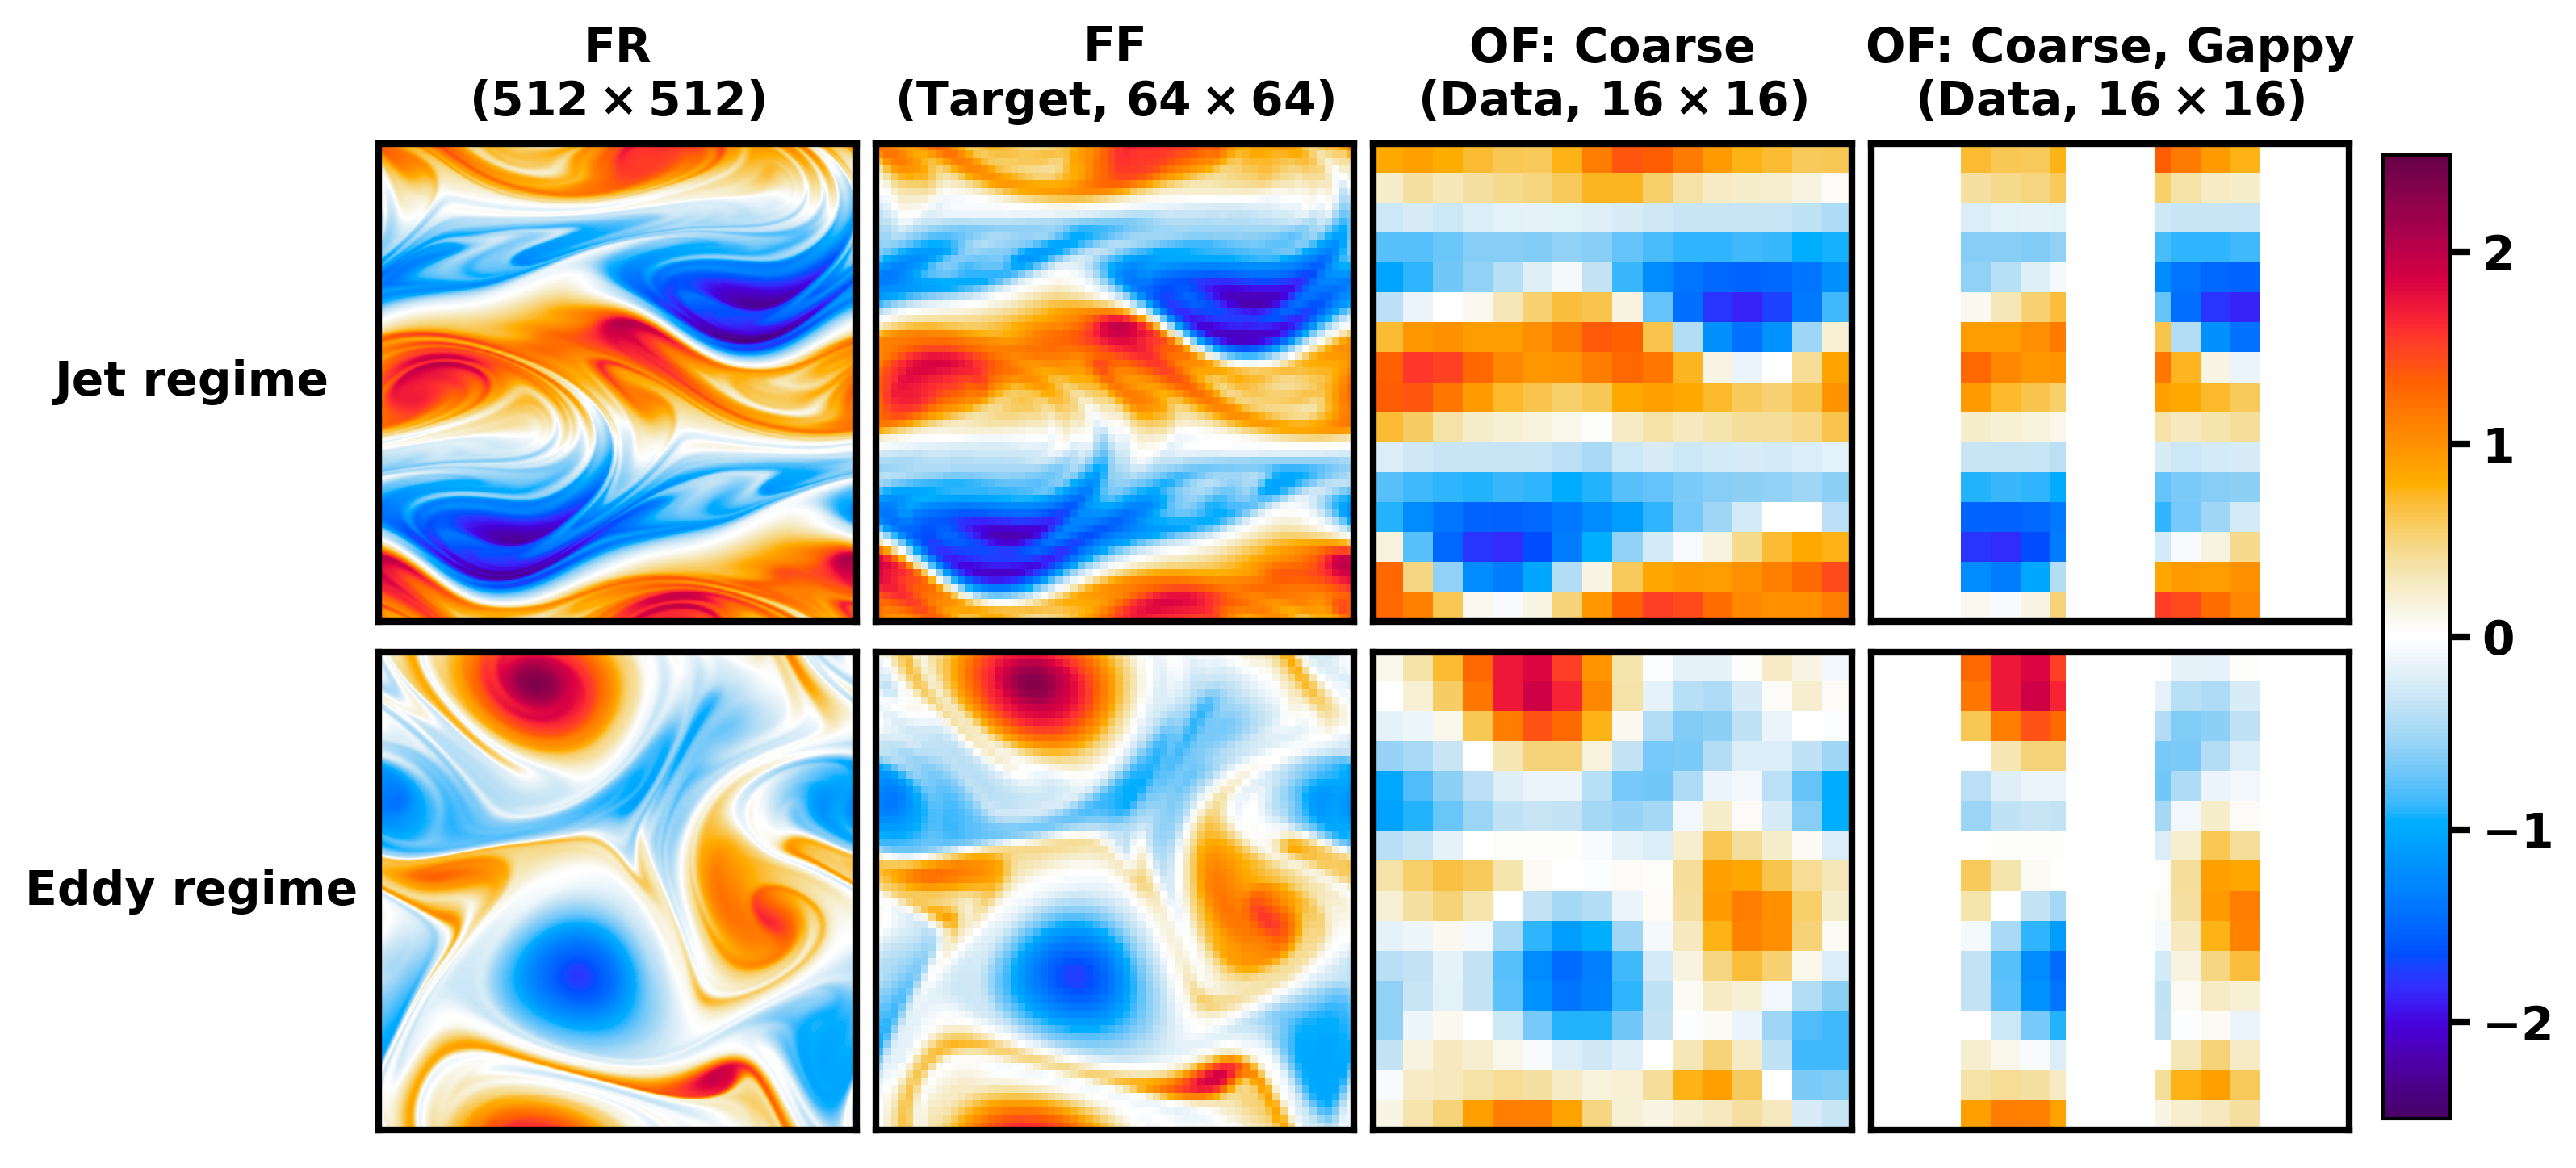 FR
(512 × 512)
FF
(Target, 64 × 64)
OF: Coarse
(Data, 16 × 16)
OF: Coarse, Gappy
(Data, 16 × 16)
Jet regime
Eddy regime
2
1
0
−1
−2